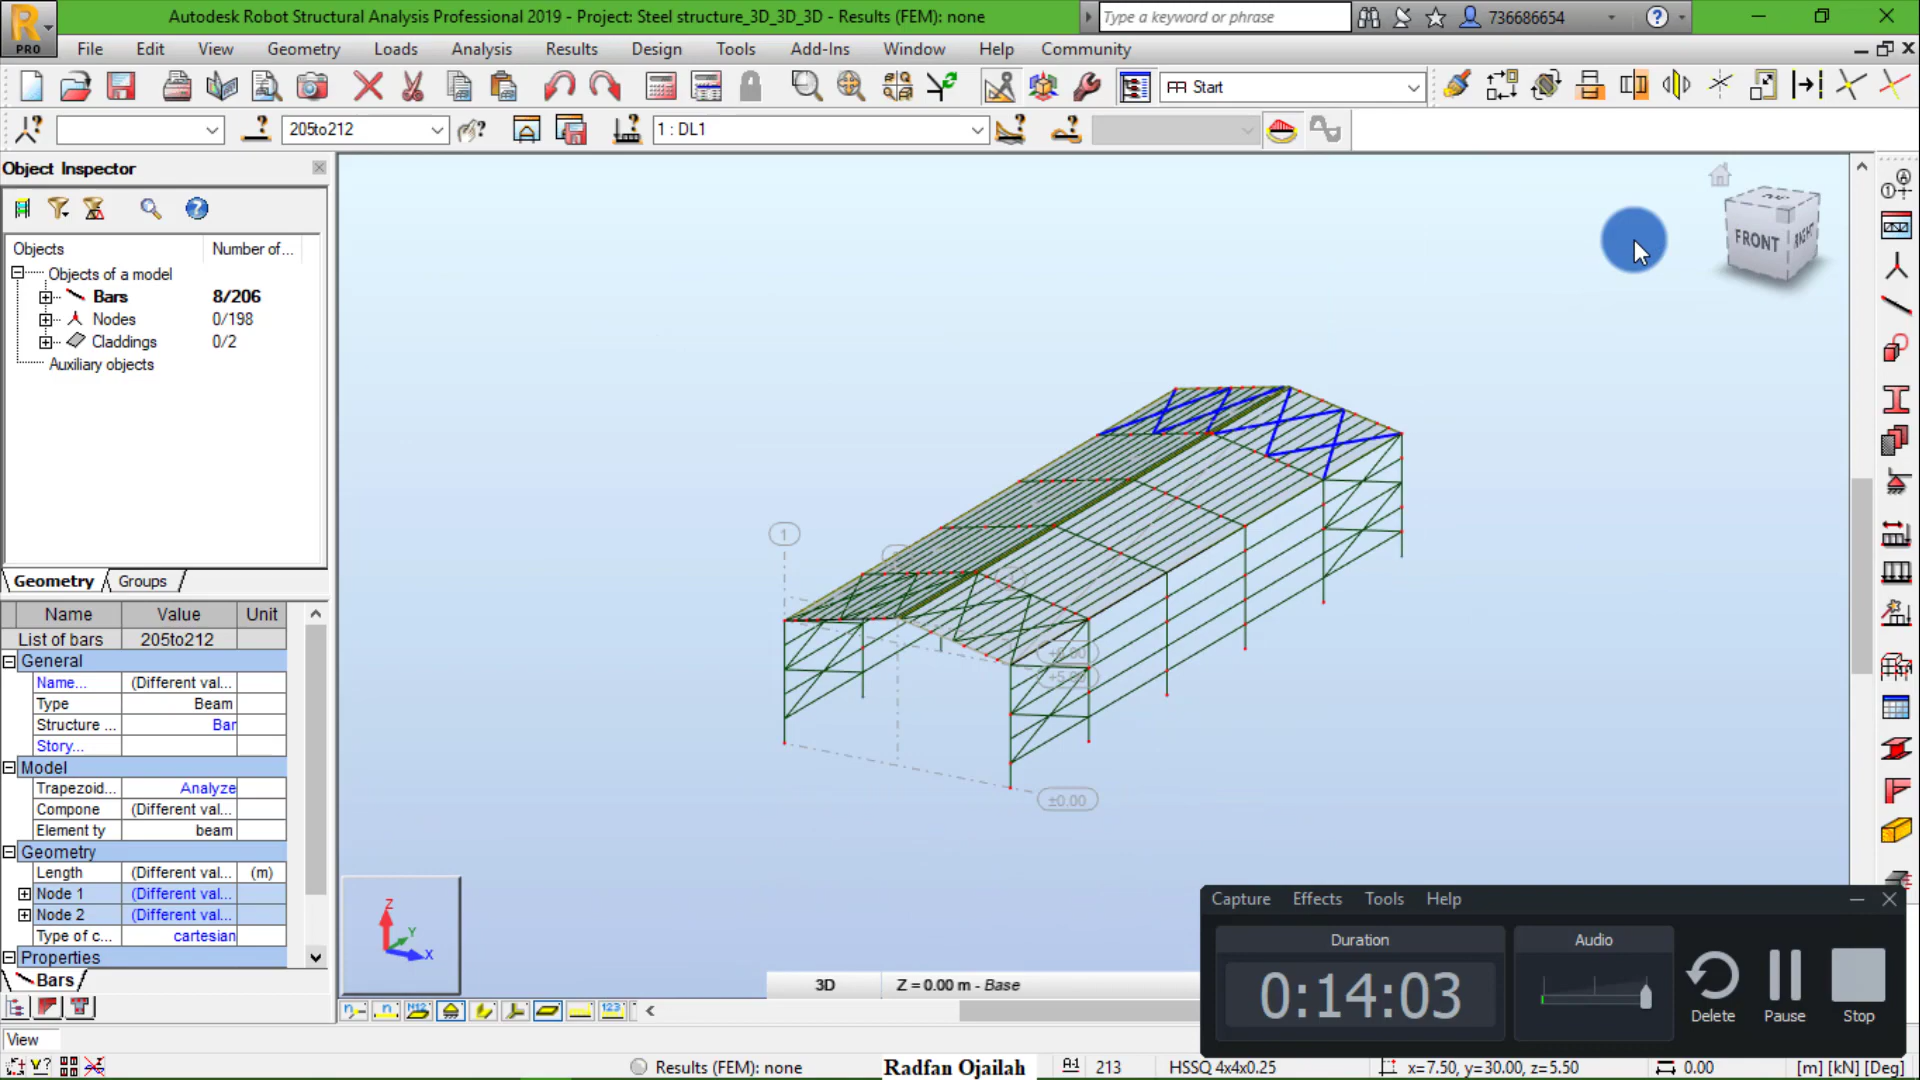 Autodesk Robot Structural Analysis Professional 2019 - Project: Steel structure_3D_3D_3D - Results (FEM): none
Type a keyword or phrase
736686654
PRO
File Edit View Geometry Loads Analysis Results Design Tools Add-Ins Window Help Community
Start
205to212
1 : DL1
Object Inspector
Objects Number of...
Objects of a model
Bars 8/206
Nodes 0/198
Claddings 0/2
Auxiliary objects
Geometry Groups
Name Value Unit
List of bars 205to212
General
Name... (Different val...
Type Beam
Structure ... Bar
Story...
Model
Trapezoid... Analyze
Compone (Different val...
Element ty beam
Geometry
Length (Different val... (m)
Node 1 (Different val...
Node 2 (Different val...
Type of c... cartesian
Properties
Bars
FRONT
RIGHT
TOP
1
±0.00
Z
Y
X
3D Z = 0.00 m - Base
Capture Effects Tools Help
Duration
Audio
0:14:03
Delete Pause Stop
View
Results (FEM): none
Radfan Ojailah
213
HSSQ 4x4x0.25
x=7.50, y=30.00, z=5.50
0.00
[m] [kN] [Deg]